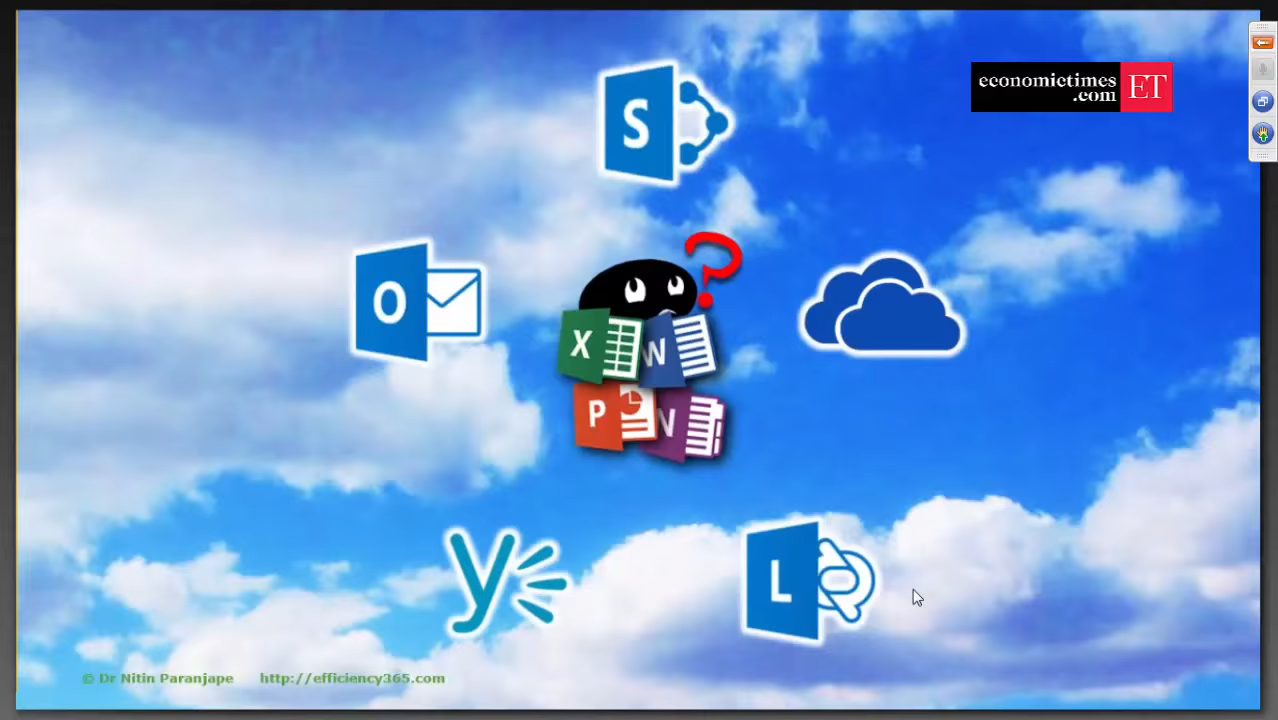 S
economictimes
.com
ET
O
?
X
W
P
N
y
L
© Dr Nitin Paranjape http://efficiency365.com